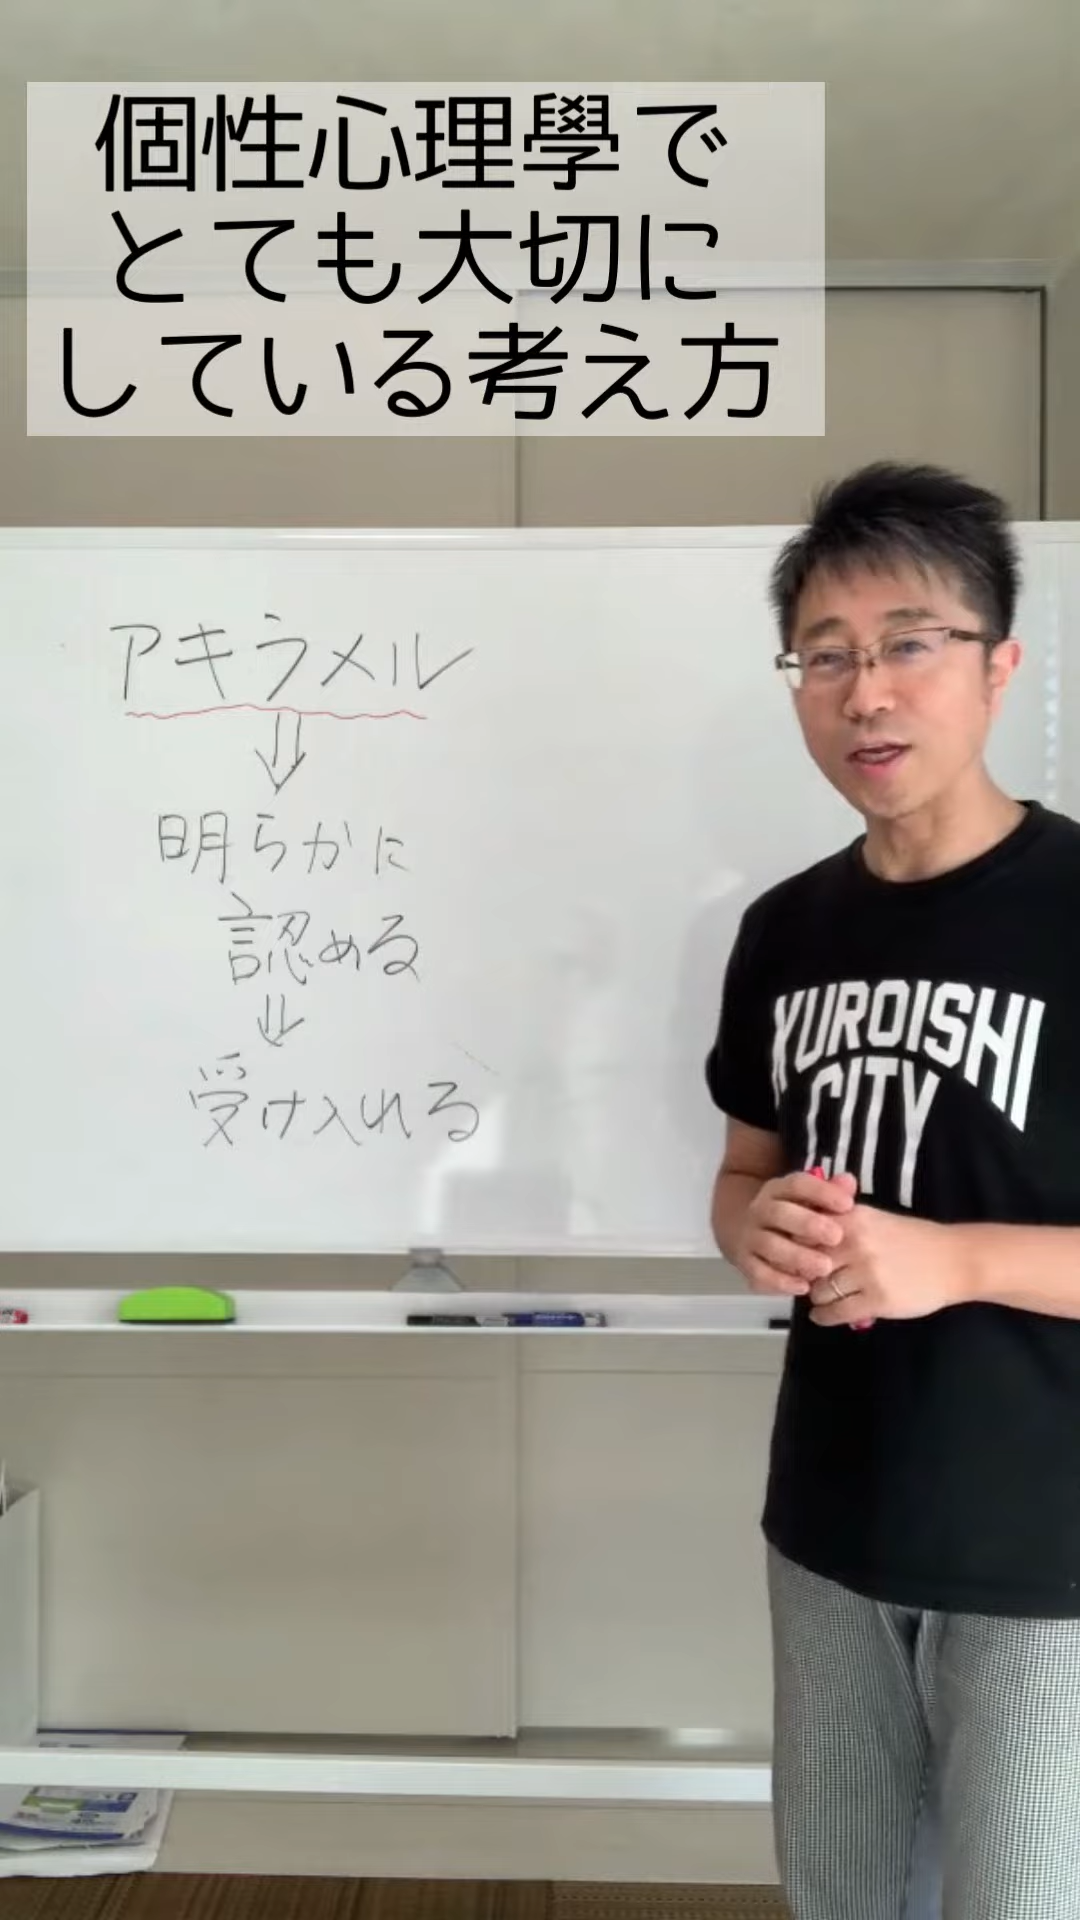 個性心理學で
とても大切に
している考え方
アキラメル
明らかに
認める
受け入れる
KUROISHI
CITY